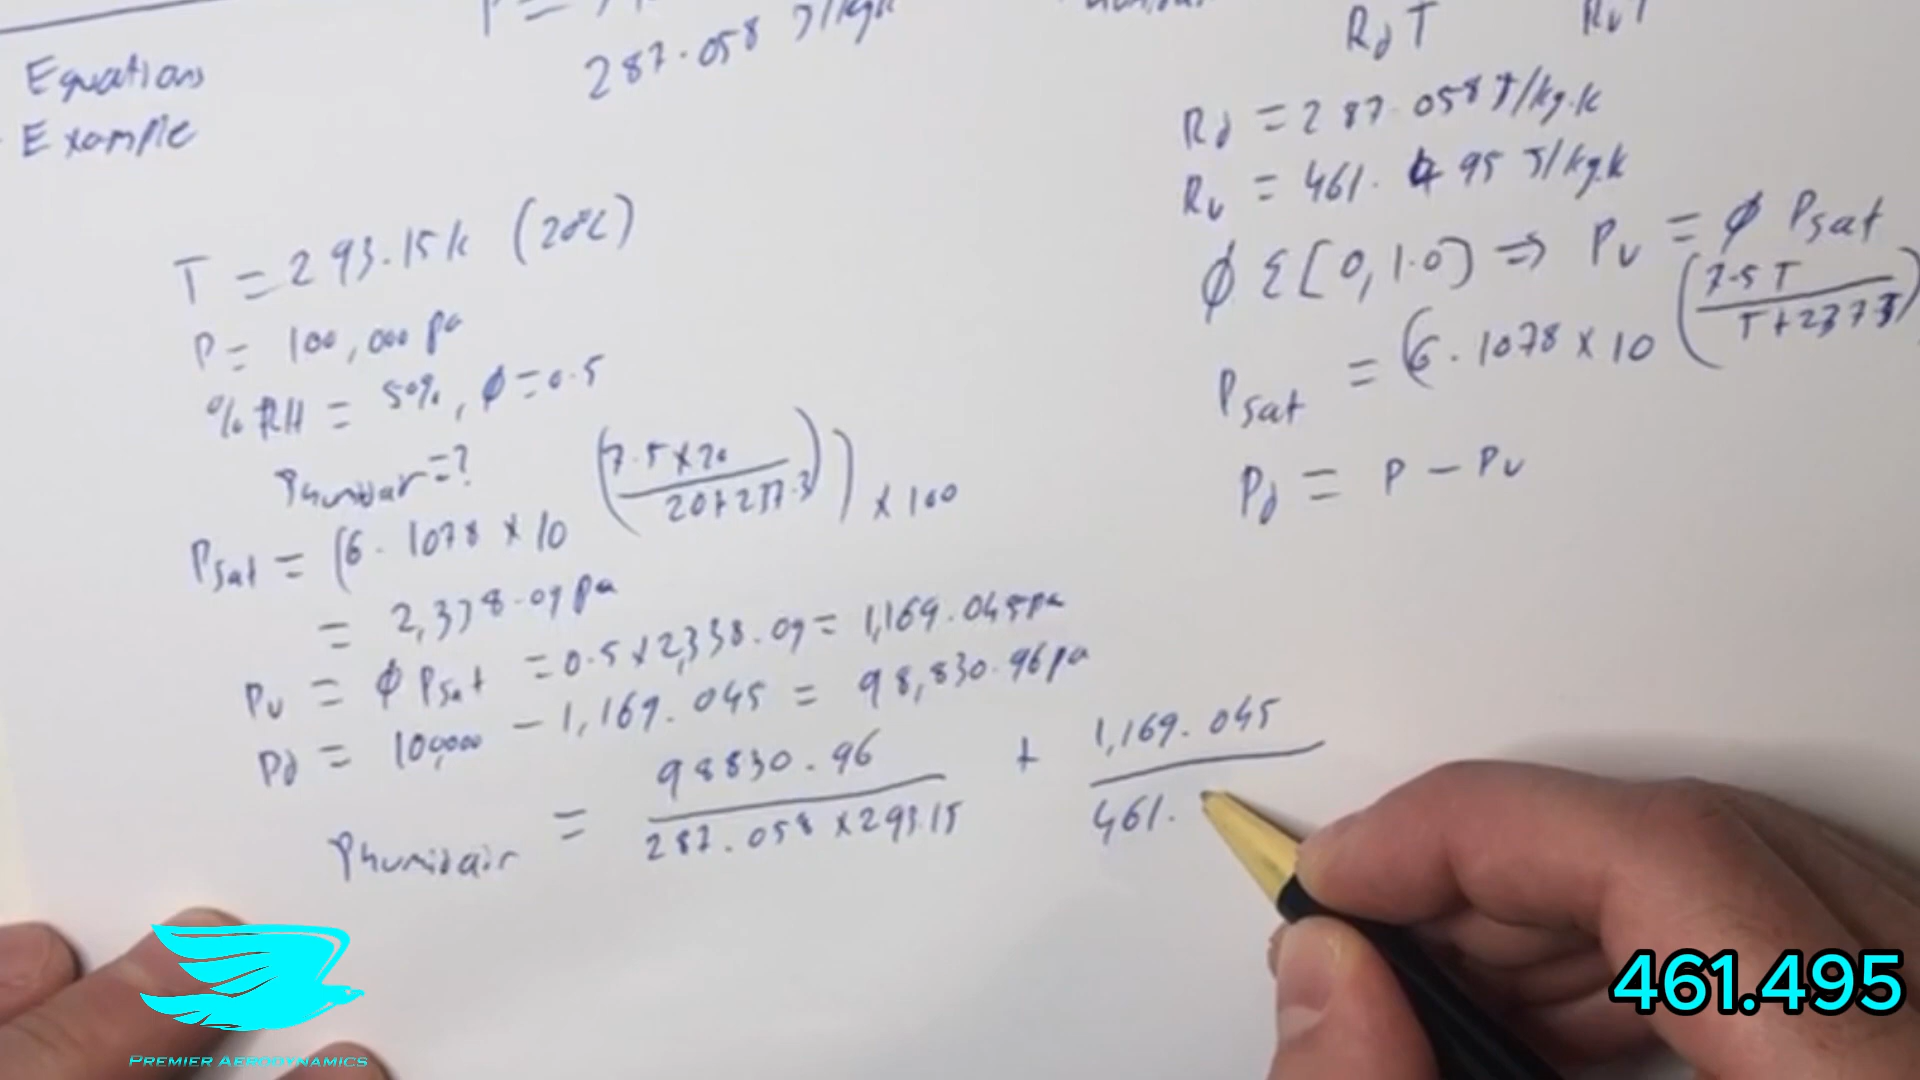 287.058 J/kgK
Equations
Example
T = 293.15K (20°C)
P = 100,000 Pa
% RH = 50%, φ = 0.5
ρhumidair = ?
Psat = (6.1078 × 10 (7.5 × 20 / 20 + 237.3)) × 100
= 2,338.09 Pa
Pv = φ Psat = 0.5 × 2,338.09 = 1,169.045 Pa
Pd = 100,000 - 1,169.045 = 98,830.96 Pa
ρhumidair = 98830.96 / 287.058 × 293.15 + 1,169.045 / 461.
Rd T
Rv T
Rd = 287.058 J/kg.K
Rv = 461.495 J/kg.K
φ ε [0, 1.0] ⇒ Pv = φ Psat
Psat = (6.1078 × 10 (7.5 T / T + 237.3)
Pd = P - Pv
461.495
PREMIER AERODYNAMICS